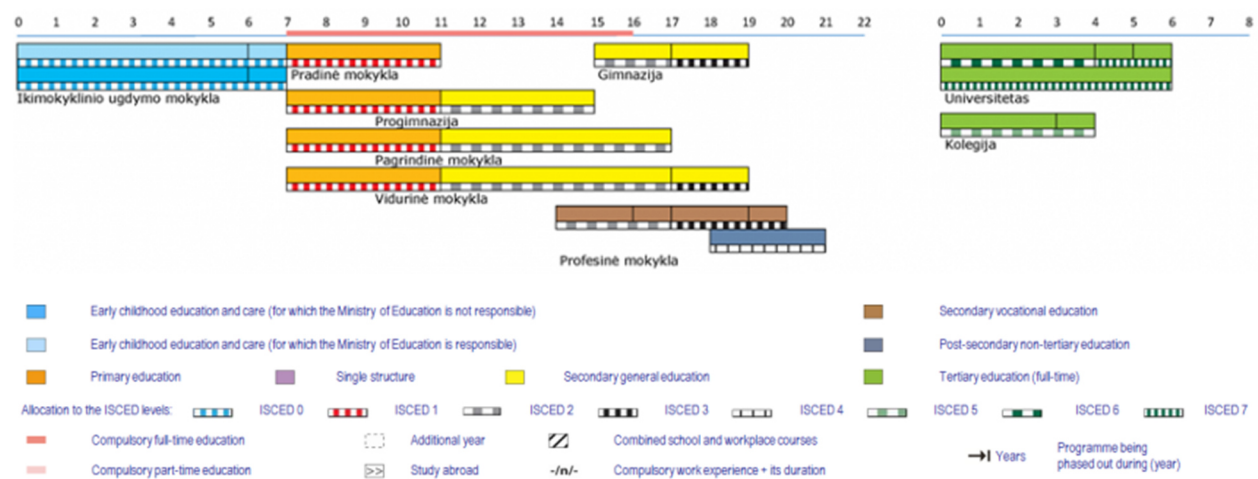 0 1 2 3 4 5 6 7 8 9 10 11 12 13 14 15 16 17 18 19 20 21 22 0 1 2 3 4 5 6 7 8
Pradinė mokykla
Gimnazija
Ikimokyklinio ugdymo mokykla
Universitetas
Progimnazija
Kolegija
Pagrindinė mokykla
Vidurinė mokykla
Profesinė mokykla
Early childhood education and care (for which the Ministry of Education is not responsible)
Secondary vocational education
Early childhood education and care (for which the Ministry of Education is responsible)
Post-secondary non-tertiary education
Primary education
Single structure
Secondary general education
Tertiary education (full-time)
Allocation to the ISCED levels: ISCED 0 ISCED 1 ISCED 2 ISCED 3 ISCED 4 ISCED 5 ISCED 6 ISCED 7
Compulsory full-time education
Additional year
Combined school and workplace courses
Years
Programme being
phased out during (year)
Compulsory part-time education
>> Study abroad
-/n/- Compulsory work experience + its duration